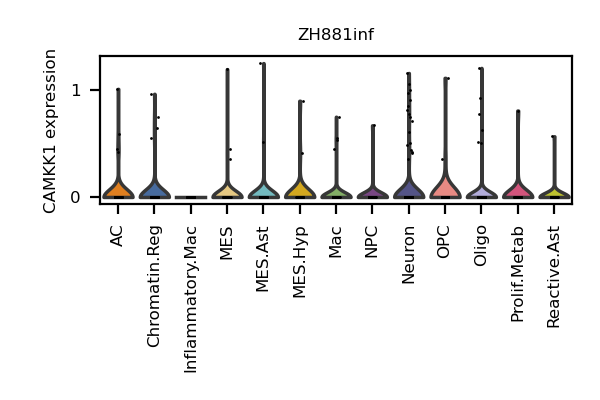 ZH881inf
CAMKK1 expression
1
0
AC
Chromatin.Reg
Inflammatory.Mac
MES
MES.Ast
MES.Hyp
Mac
NPC
Neuron
OPC
Oligo
Prolif.Metab
Reactive.Ast